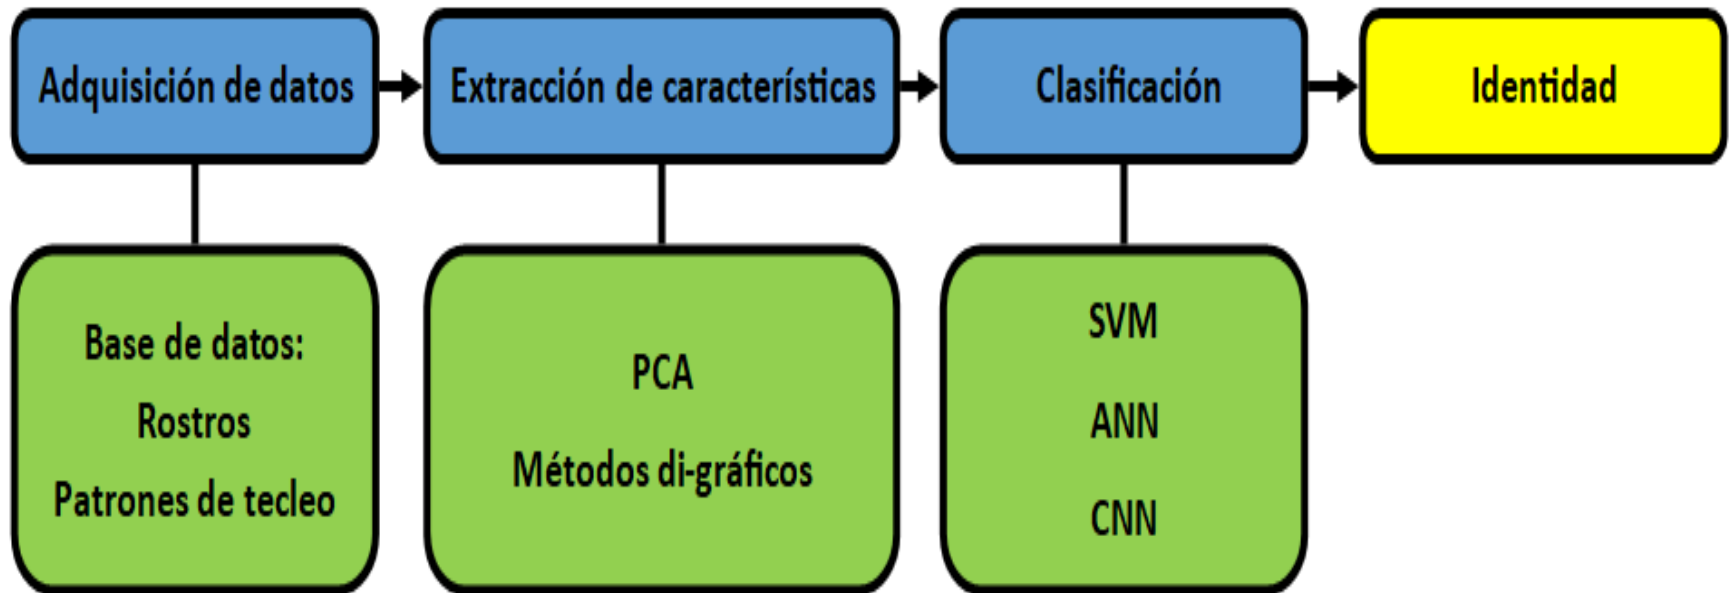 Adquisición de datos
Extracción de características
Clasificación
Identidad
Base de datos:
Rostros
Patrones de tecleo
PCA
Métodos di-gráficos
SVM
ANN
CNN